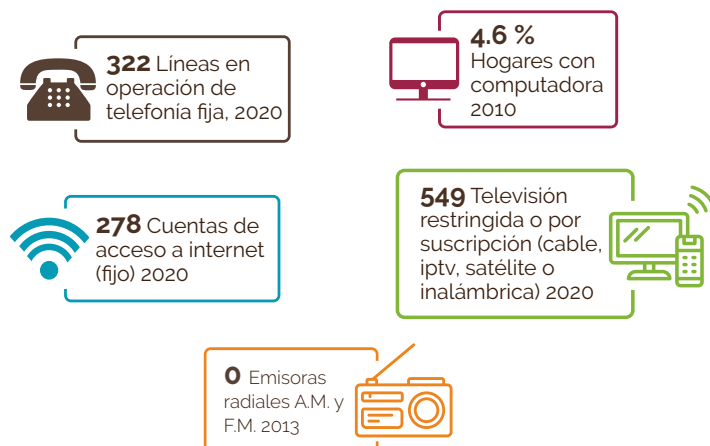 322 Líneas en
operación de
telefonía fija, 2020
4.6 %
Hogares con
computadora
2010
278 Cuentas de
acceso a internet
(fijo) 2020
549 Televisión
restringida o por
suscripción (cable,
iptv, satélite o
inalámbrica) 2020
0 Emisoras
radiales A.M. y
F.M. 2013